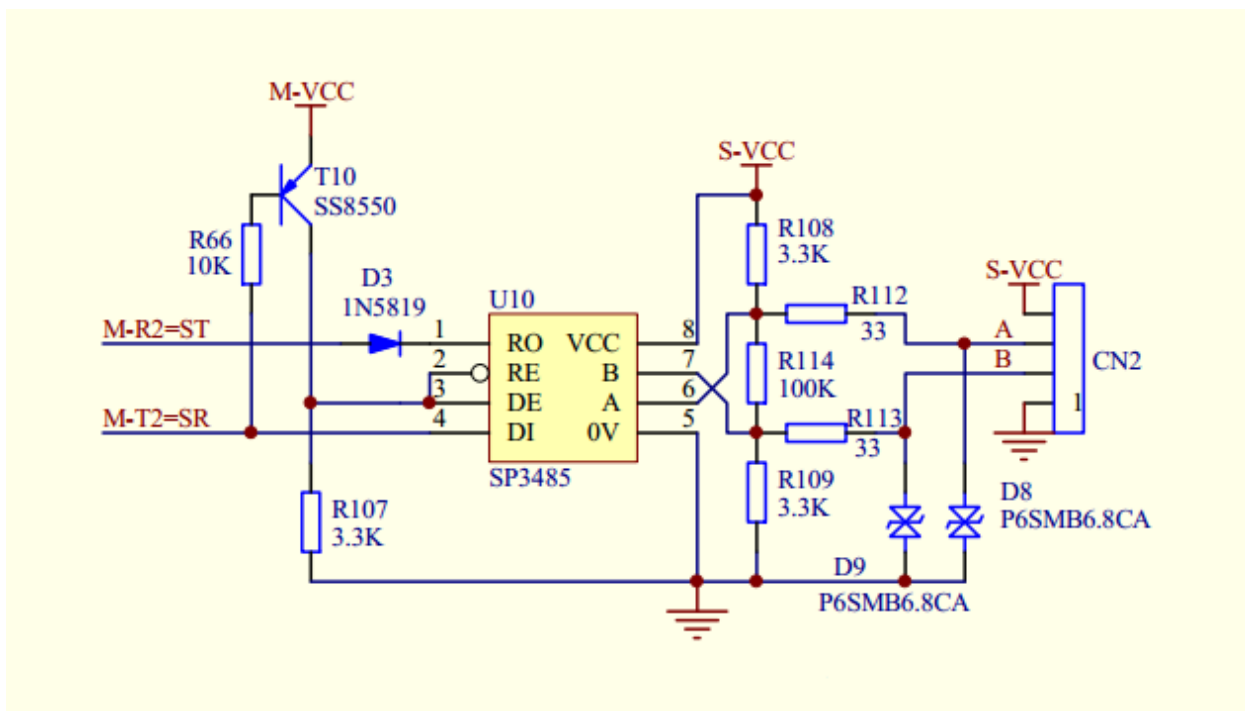 M-VCC
T10
SS8550
R66
10K
D3
1N5819
M-R2=ST
M-T2=SR
R107
3.3K
U10
1
2
3
4
RO
RE
DE
DI
VCC
B
A
0V
8
7
6
5
SP3485
S-VCC
R108
3.3K
R112
33
R114
100K
R113
33
R109
3.3K
S-VCC
A
B
CN2
1
D8
P6SMB6.8CA
D9
P6SMB6.8CA